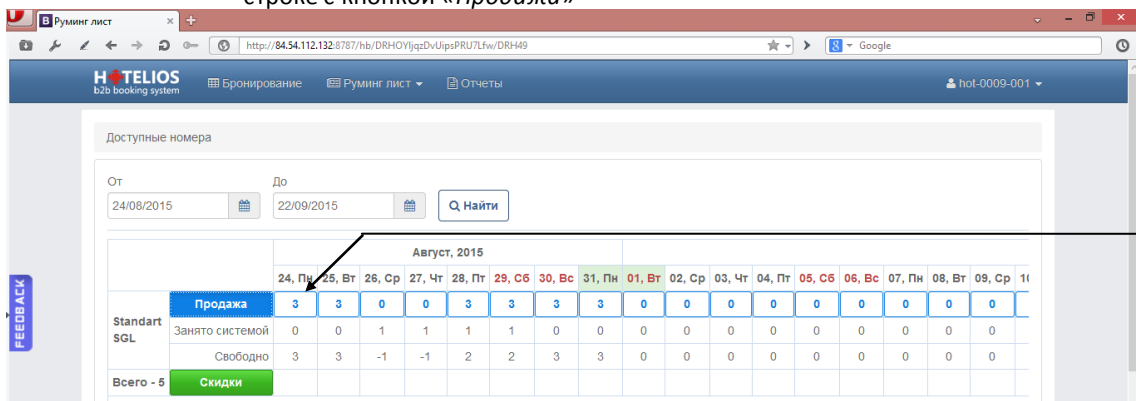 строке с кнопкой «Продажи»
Руминг лист
http://84.54.112.132:8787/hb/DRHOYljqzDvUipsPRU7Lfw/DRH49
Google
HOTELIOS Бронирование Руминг лист Отчеты hot-0009-001
b2b booking system
Доступные номера
От До
24/08/2015 22/09/2015 Найти
Август, 2015
24, Пн 25, Вт 26, Ср 27, Чт 28, Пт 29, Сб 30, Вс 31, Пн 01, Вт 02, Ср 03, Чт 04, Пт 05, Сб 06, Вс 07, Пн 08, Вт 09, Ср 10
Продажа 3 3 0 0 3 3 3 3 0 0 0 0 0 0 0 0 0
Standart SGL
Занято системой 0 0 1 1 1 1 0 0 0 0 0 0 0 0 0 0 0
Свободно 3 3 -1 -1 2 2 3 3 0 0 0 0 0 0 0 0 0
Всего - 5 Скидки
FEEDBACK